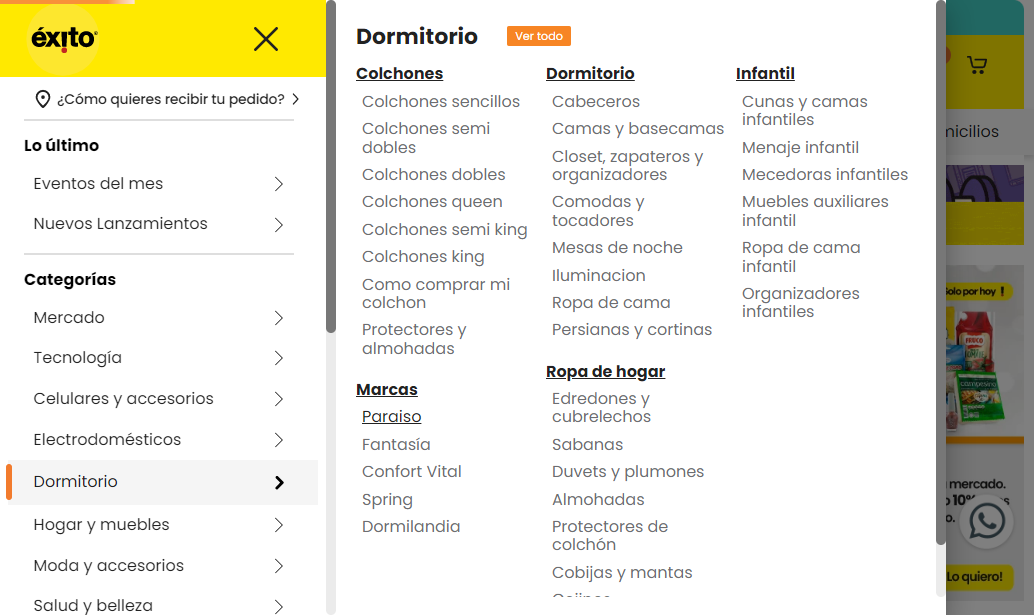 éxito
¿Cómo quieres recibir tu pedido?
Lo último
Eventos del mes
Nuevos Lanzamientos
Categorías
Mercado
Tecnología
Celulares y accesorios
Electrodomésticos
Dormitorio
Hogar y muebles
Moda y accesorios
Salud y belleza
Dormitorio
Ver todo
Colchones
Colchones sencillos
Colchones semi
dobles
Colchones dobles
Colchones queen
Colchones semi king
Colchones king
Como comprar mi
colchon
Protectores y
almohadas
Marcas
Paraiso
Fantasía
Confort Vital
Spring
Dormilandia
Dormitorio
Cabeceros
Camas y basecamas
Closet, zapateros y
organizadores
Comodas y
tocadores
Mesas de noche
Iluminacion
Ropa de cama
Persianas y cortinas
Ropa de hogar
Edredones y
cubrelechos
Sabanas
Duvets y plumones
Almohadas
Protectores de
colchón
Cobijas y mantas
Infantil
Cunas y camas
infantiles
Menaje infantil
Mecedoras infantiles
Muebles auxiliares
infantil
Ropa de cama
infantil
Organizadores
infantiles
micilios
olo por hoy !
mercado.
Lo quiero!